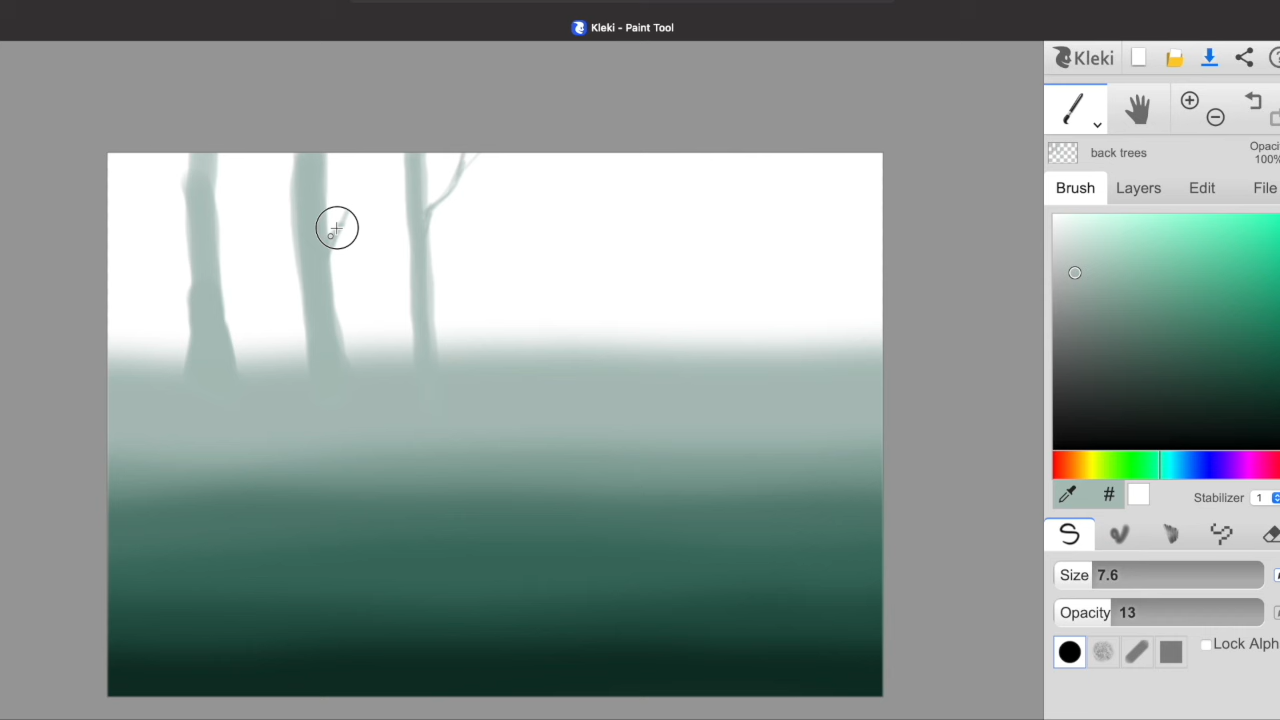 Kleki - Paint Tool
Kleki
back trees
Opac
100%
Brush
Layers
Edit
File
#
Stabilizer
1
Size
7.6
Opacity
13
Lock Alph